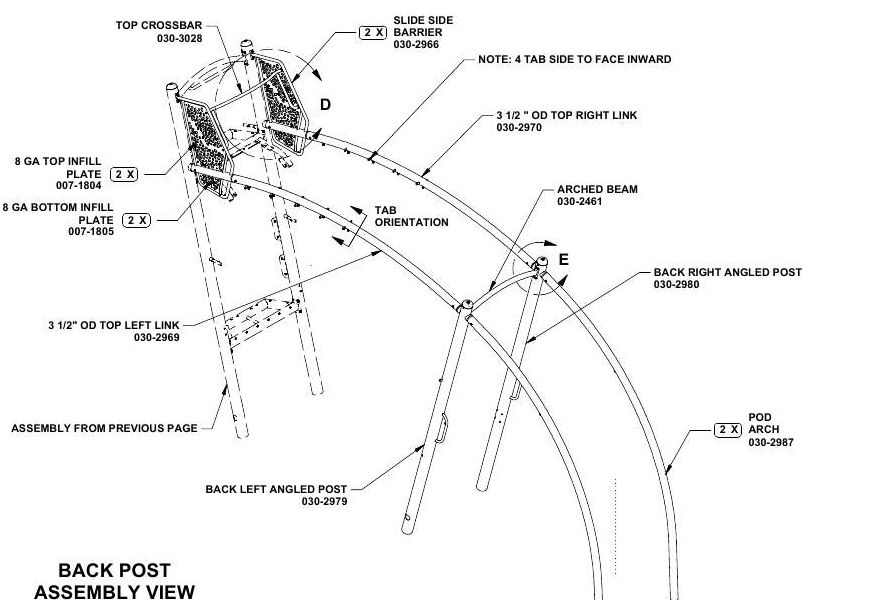 TOP CROSSBAR
030-3028
2 X
SLIDE SIDE
BARRIER
030-2966
NOTE: 4 TAB SIDE TO FACE INWARD
D
3 1/2 " OD TOP RIGHT LINK
030-2970
8 GA TOP INFILL
PLATE
007-1804
2 X
ARCHED BEAM
030-2461
8 GA BOTTOM INFILL
PLATE
007-1805
2 X
TAB
ORIENTATION
E
BACK RIGHT ANGLED POST
030-2980
3 1/2" OD TOP LEFT LINK
030-2969
ASSEMBLY FROM PREVIOUS PAGE
2 X
POD
ARCH
030-2987
BACK LEFT ANGLED POST
030-2979
BACK POST
ASSEMBLY VIEW